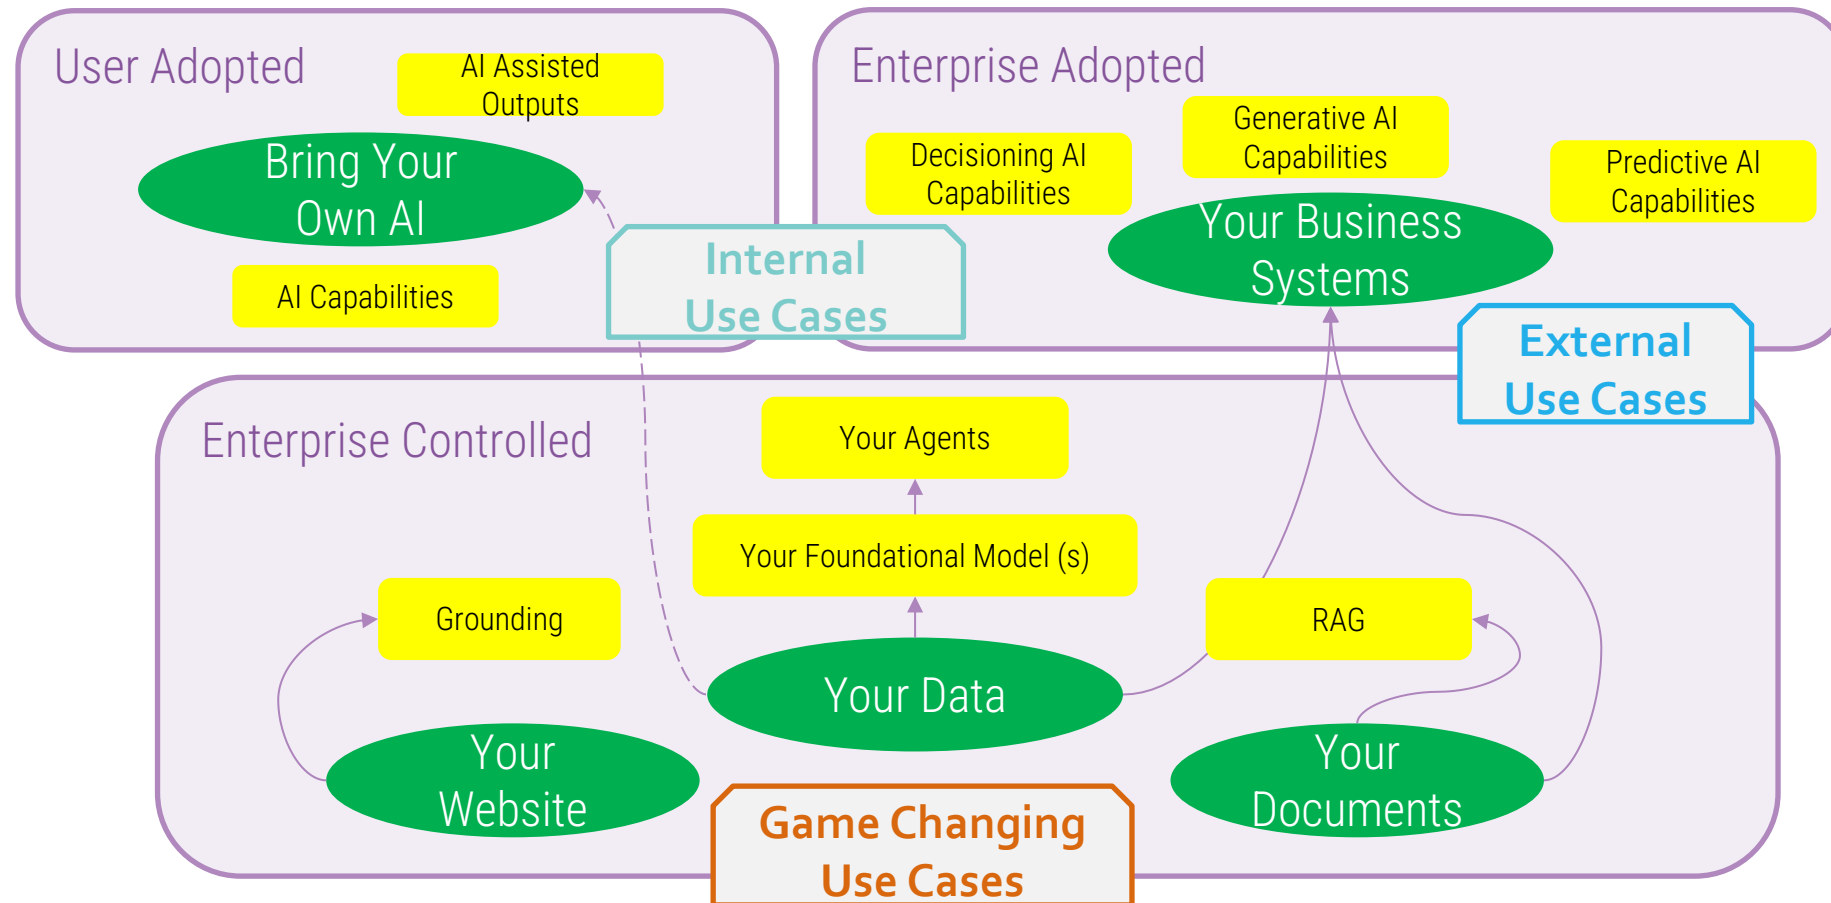 User Adopted
AI Assisted
Outputs
Bring Your
Own AI
AI Capabilities
Internal
Use Cases
Enterprise Adopted
Decisioning AI
Capabilities
Generative AI
Capabilities
Predictive AI
Capabilities
Your Business
Systems
External
Use Cases
Enterprise Controlled
Your Agents
Your Foundational Model (s)
Grounding
RAG
Your Data
Your
Website
Your
Documents
Game Changing
Use Cases